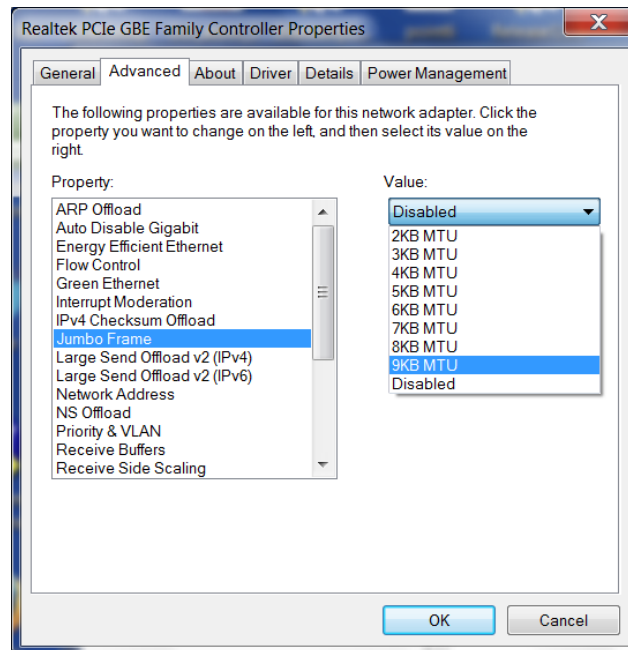 Realtek PCIe GBE Family Controller Properties
General Advanced About Driver Details Power Management
The following properties are available for this network adapter. Click the
property you want to change on the left, and then select its value on the
right.
Property:
ARP Offload
Auto Disable Gigabit
Energy Efficient Ethernet
Flow Control
Green Ethernet
Interrupt Moderation
IPv4 Checksum Offload
Jumbo Frame
Large Send Offload v2 (IPv4)
Large Send Offload v2 (IPv6)
Network Address
NS Offload
Priority & VLAN
Receive Buffers
Receive Side Scaling
Value:
Disabled
2KB MTU
3KB MTU
4KB MTU
5KB MTU
6KB MTU
7KB MTU
8KB MTU
9KB MTU
Disabled
OK Cancel